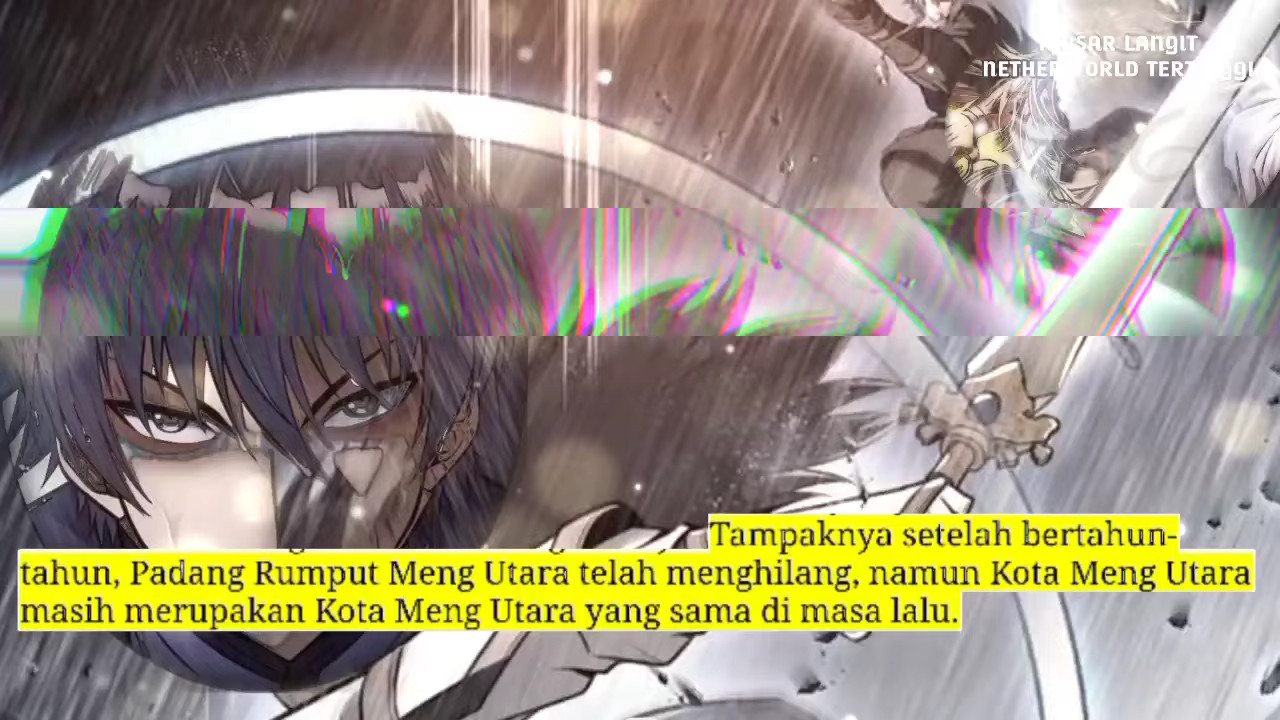 LANGIT
Tampaknya setelah bertahun-
tahun, Padang Rumput Meng Utara telah menghilang, namun Kota Meng Utara
masih merupakan Kota Meng Utara yang sama di masa lalu.